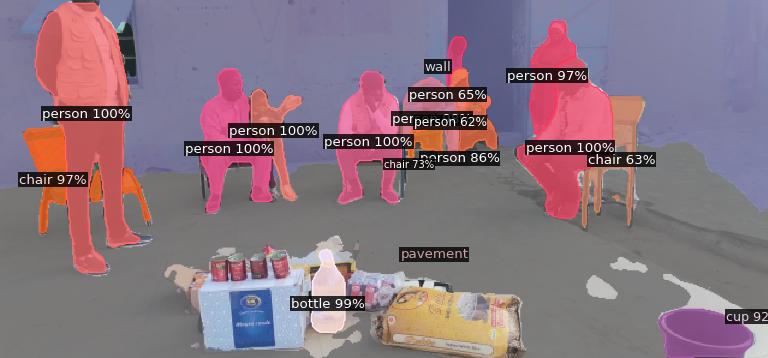 wall
person 97%
person 65%
person 100%
person 62%
person 100%
person 100%
person 100%
person 100%
person 86%
chair 63%
chair 73%
chair 97%
pavement
bottle 99%
cup 92